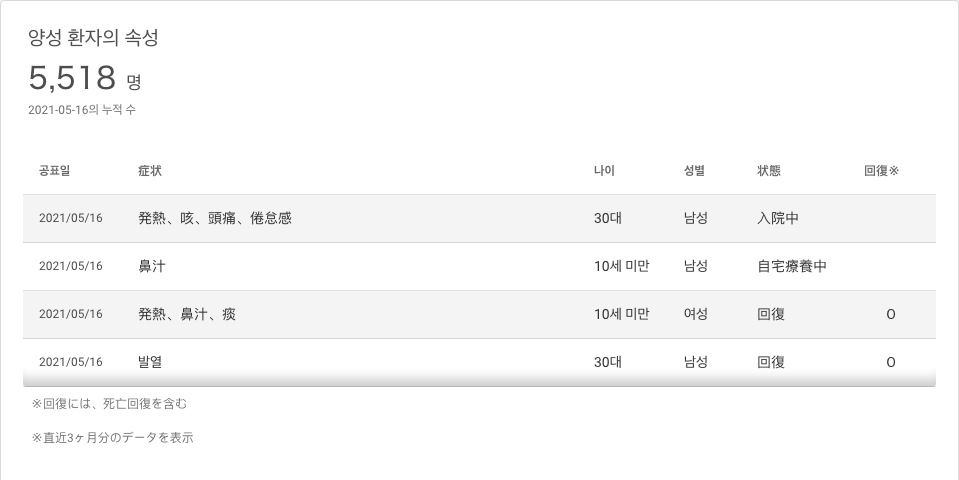 양성 환자의 속성
5,518 명
2021-05-16의 누적 수
공표일 症状 나이 성별 状態 回復※
2021/05/16 発熱、咳、頭痛、倦怠感 30대 남성 入院中
2021/05/16 鼻汁 10세 미만 남성 自宅療養中
2021/05/16 発熱、鼻汁、痰 10세 미만 여성 回復 O
2021/05/16 발열 30대 남성 回復 O
※回復には、死亡回復を含む
※直近3ヶ月分のデータを表示